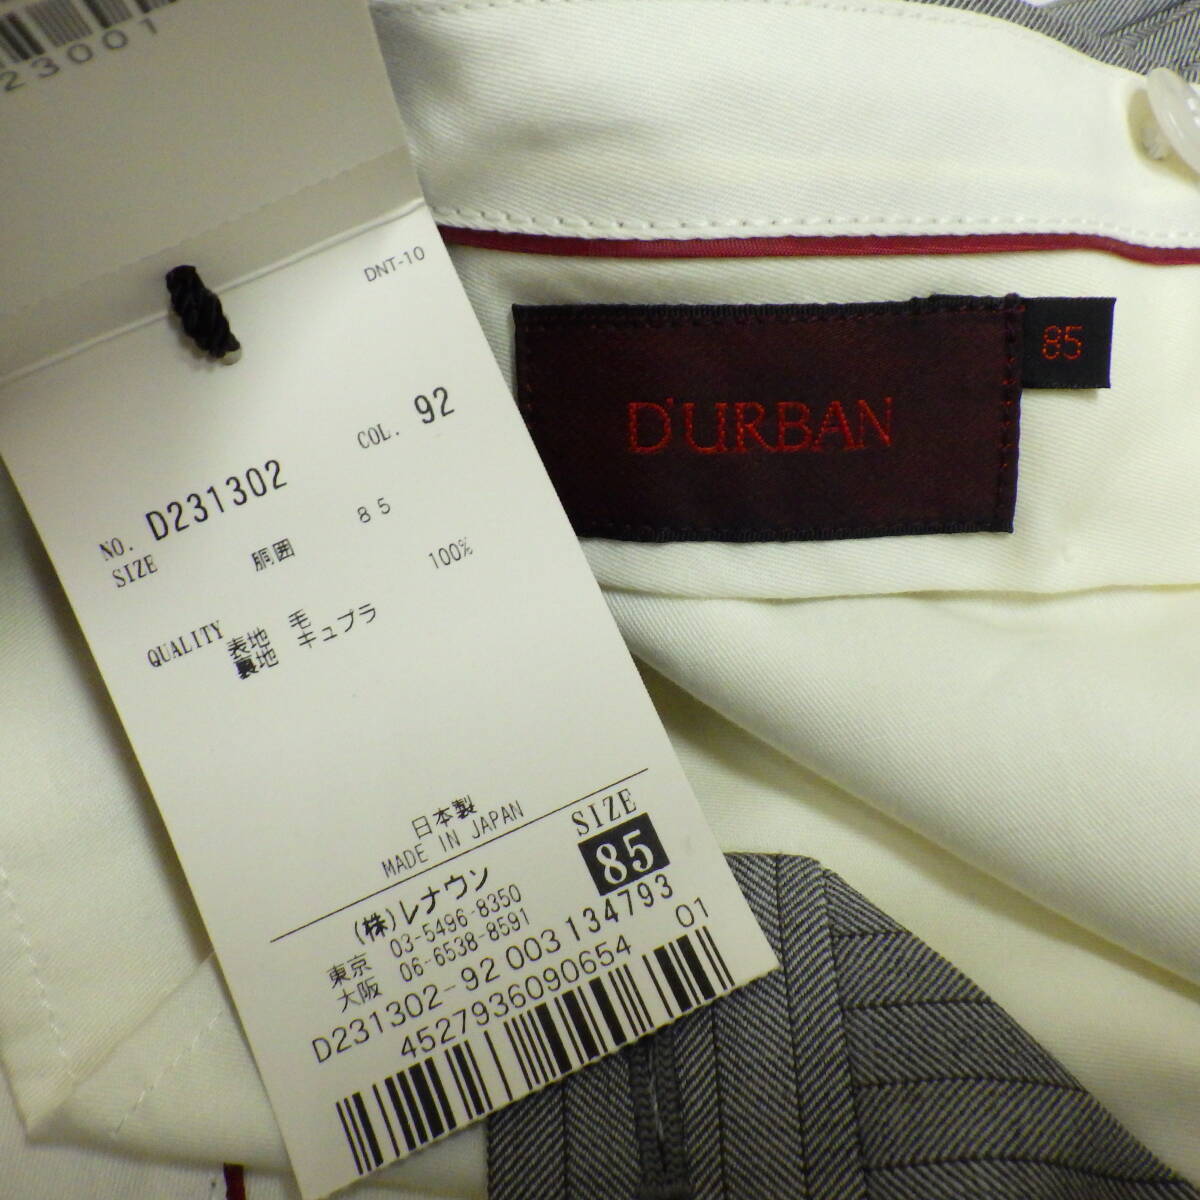 23001
DNT-10
NO. D231302 COL. 92
SIZE 胴囲 85
QUALITY 表地 毛 100%
裏地 キュプラ
日本製
MADE IN JAPAN
SIZE
85
(株)レナウン
東京 03-5496-8350
大阪 06-6538-8591
D231302-92 003 134793
4527936090654 01
D'URBAN
85